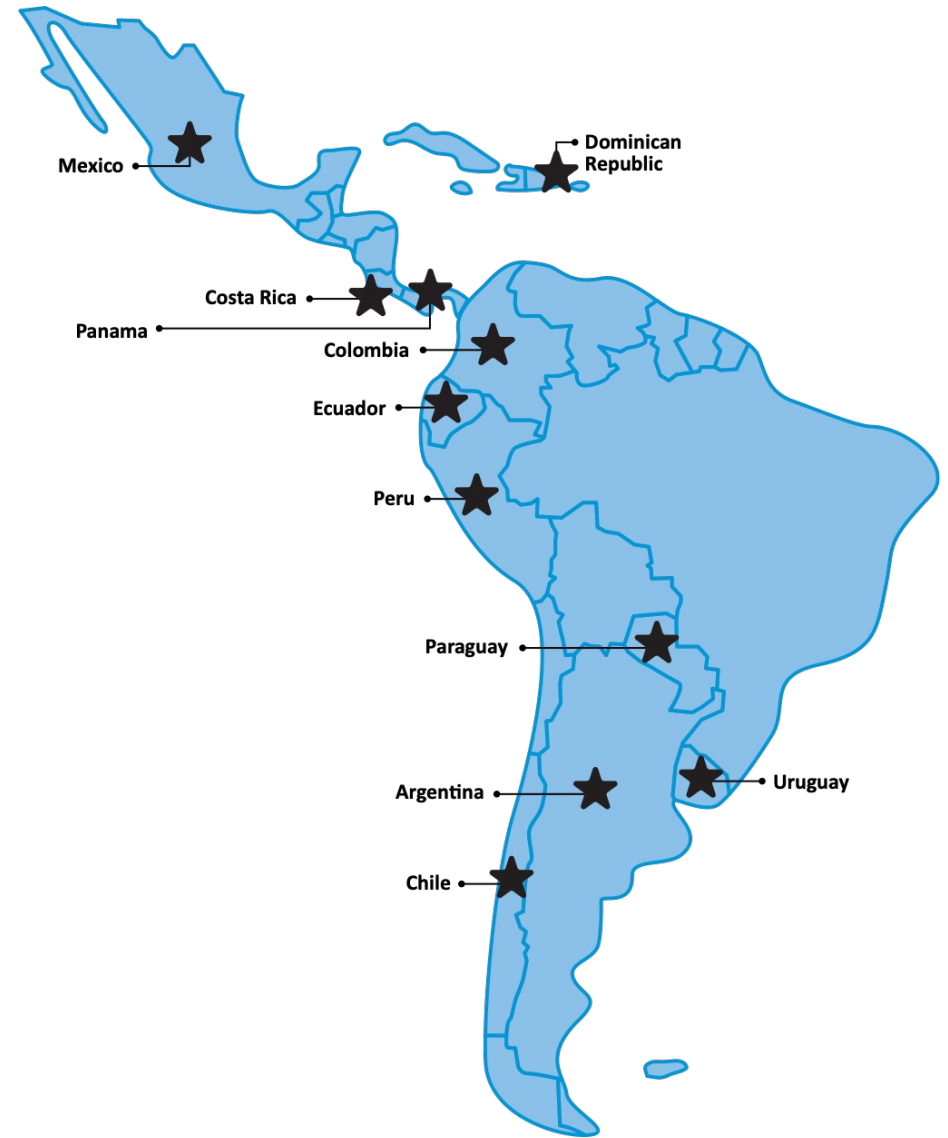 Dominican
Republic
Mexico
Costa Rica
Panama
Colombia
Ecuador
Peru
Paraguay
Uruguay
Argentina
Chile